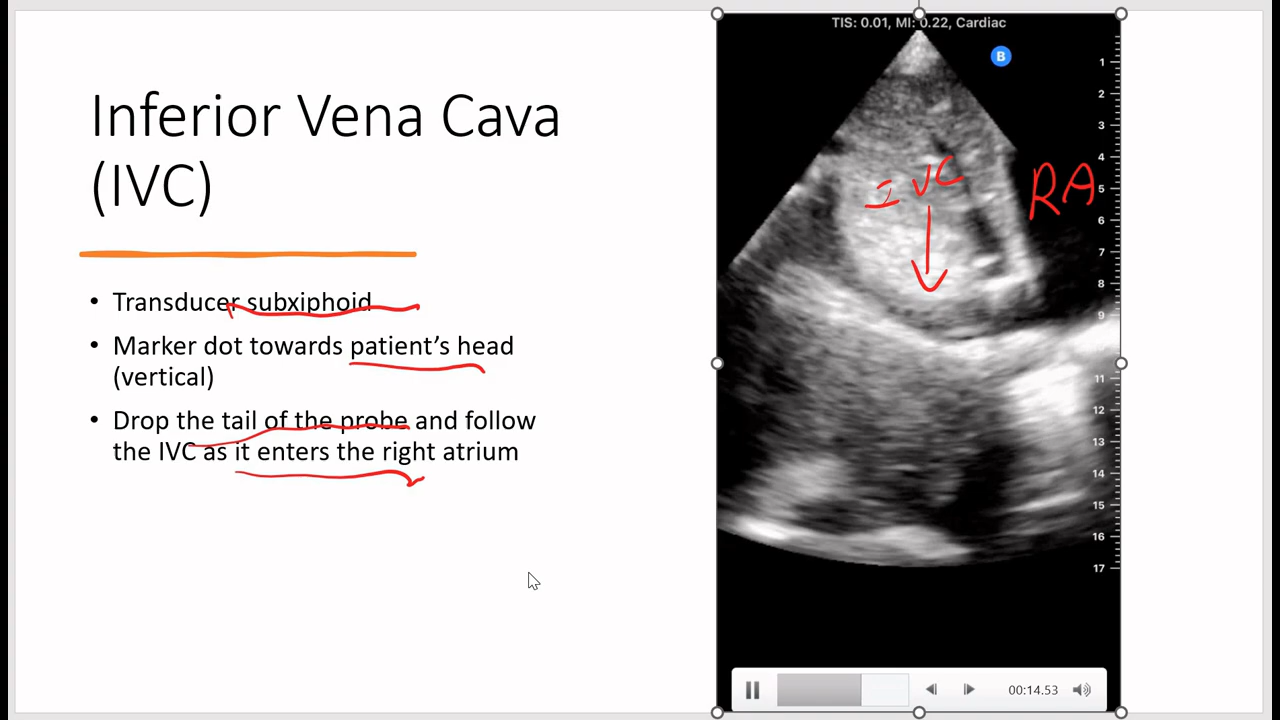 Inferior Vena Cava
(IVC)
• Transducer subxiphoid
• Marker dot towards patient's head
(vertical)
• Drop the tail of the probe and follow
the IVC as it enters the right atrium
TIS: 0.01, MI: 0.22, Cardiac
B
IVC
RA
1
2
3
4
5
6
7
8
9
11
12
13
14
15
16
17
00:14.53